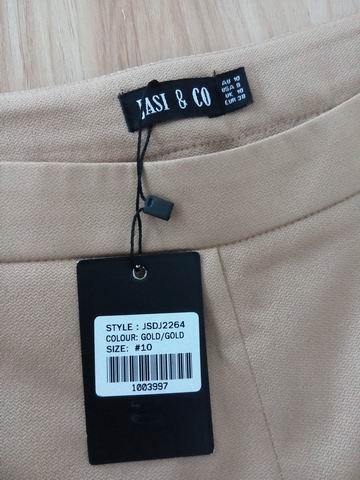 JASI & CO
AU 10
USA 6
UK 10
EUR 38
STYLE : JSDJ2264
COLOUR: GOLD/GOLD
SIZE: #10
1003997